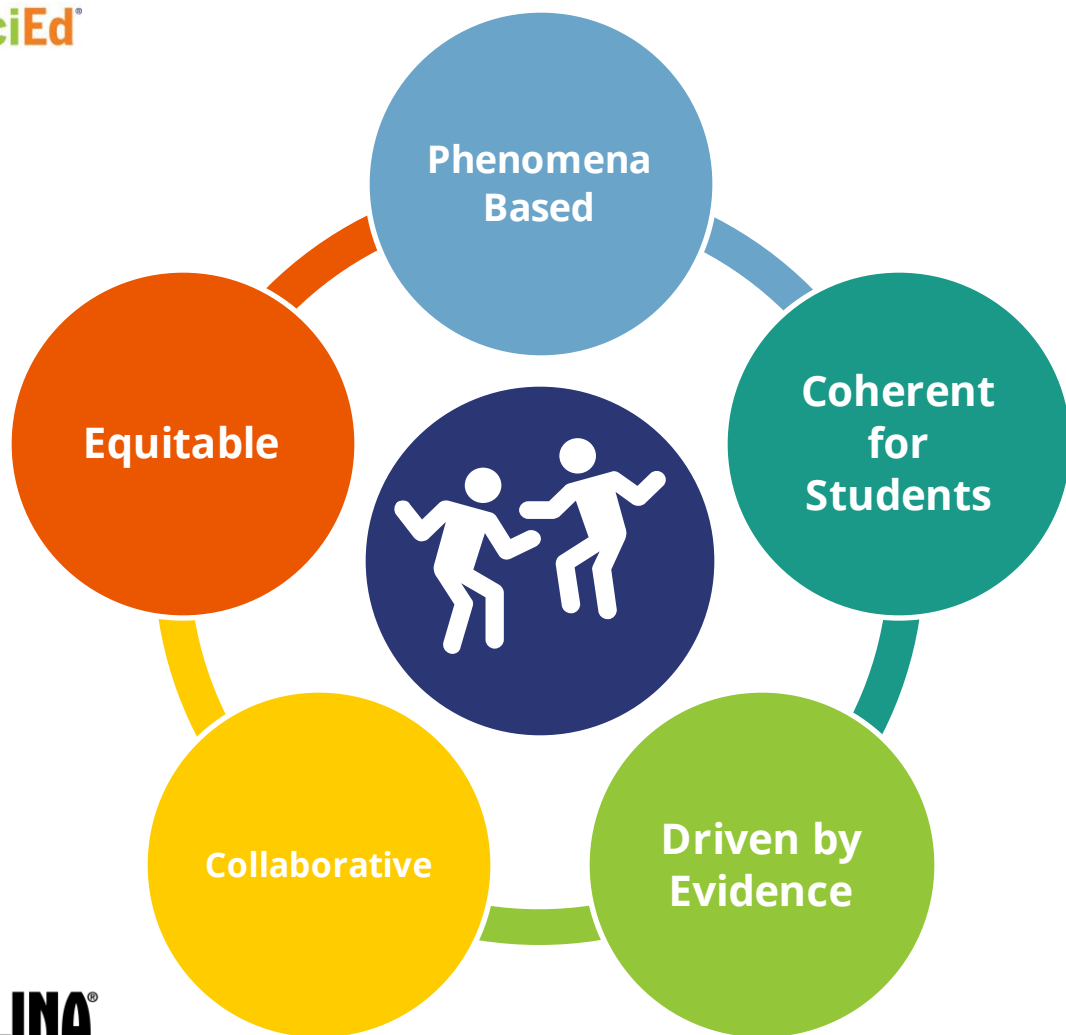 ciEd®
Phenomena
Based
Coherent
for
Students
Equitable
Driven by
Evidence
Collaborative
INA®